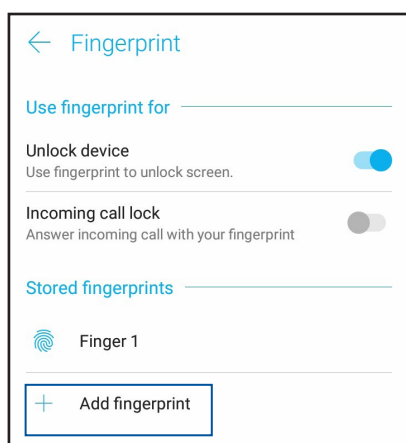 Fingerprint
Use fingerprint for
Unlock device
Use fingerprint to unlock screen.
Incoming call lock
Answer incoming call with your fingerprint
Stored fingerprints
Finger 1
Add fingerprint